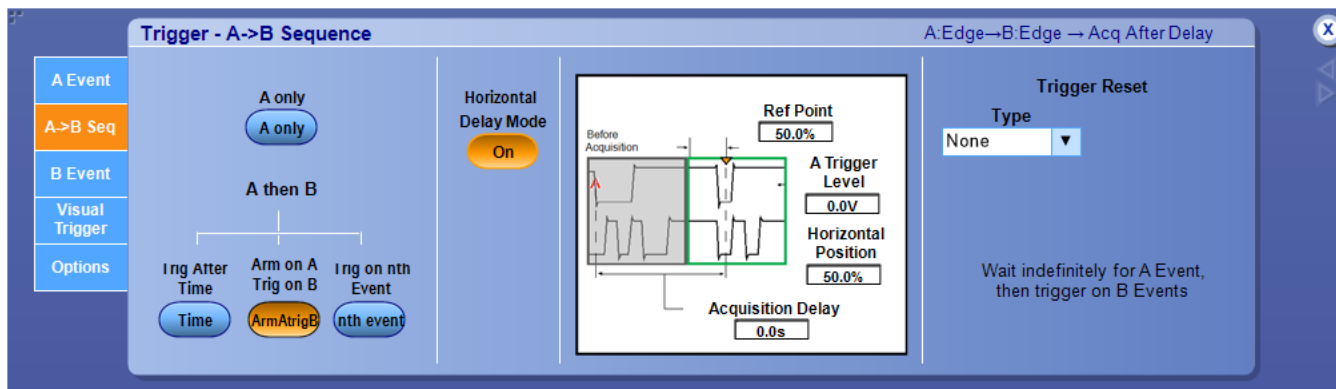 Trigger - A->B Sequence
A:Edge→B:Edge → Acq After Delay
X
A Event
A->B Seq
B Event
Visual
Trigger
Options
A only
A only
A then B
Trig After
Time
Time
Arm on A
Trig on B
ArmAtrigB
Trig on nth
Event
nth event
Horizontal
Delay Mode
On
Before
Acquisition
A
Ref Point
50.0%
A Trigger
Level
0.0V
Horizontal
Position
50.0%
Acquisition Delay
0.0s
Trigger Reset
Type
None
Wait indefinitely for A Event,
then trigger on B Events